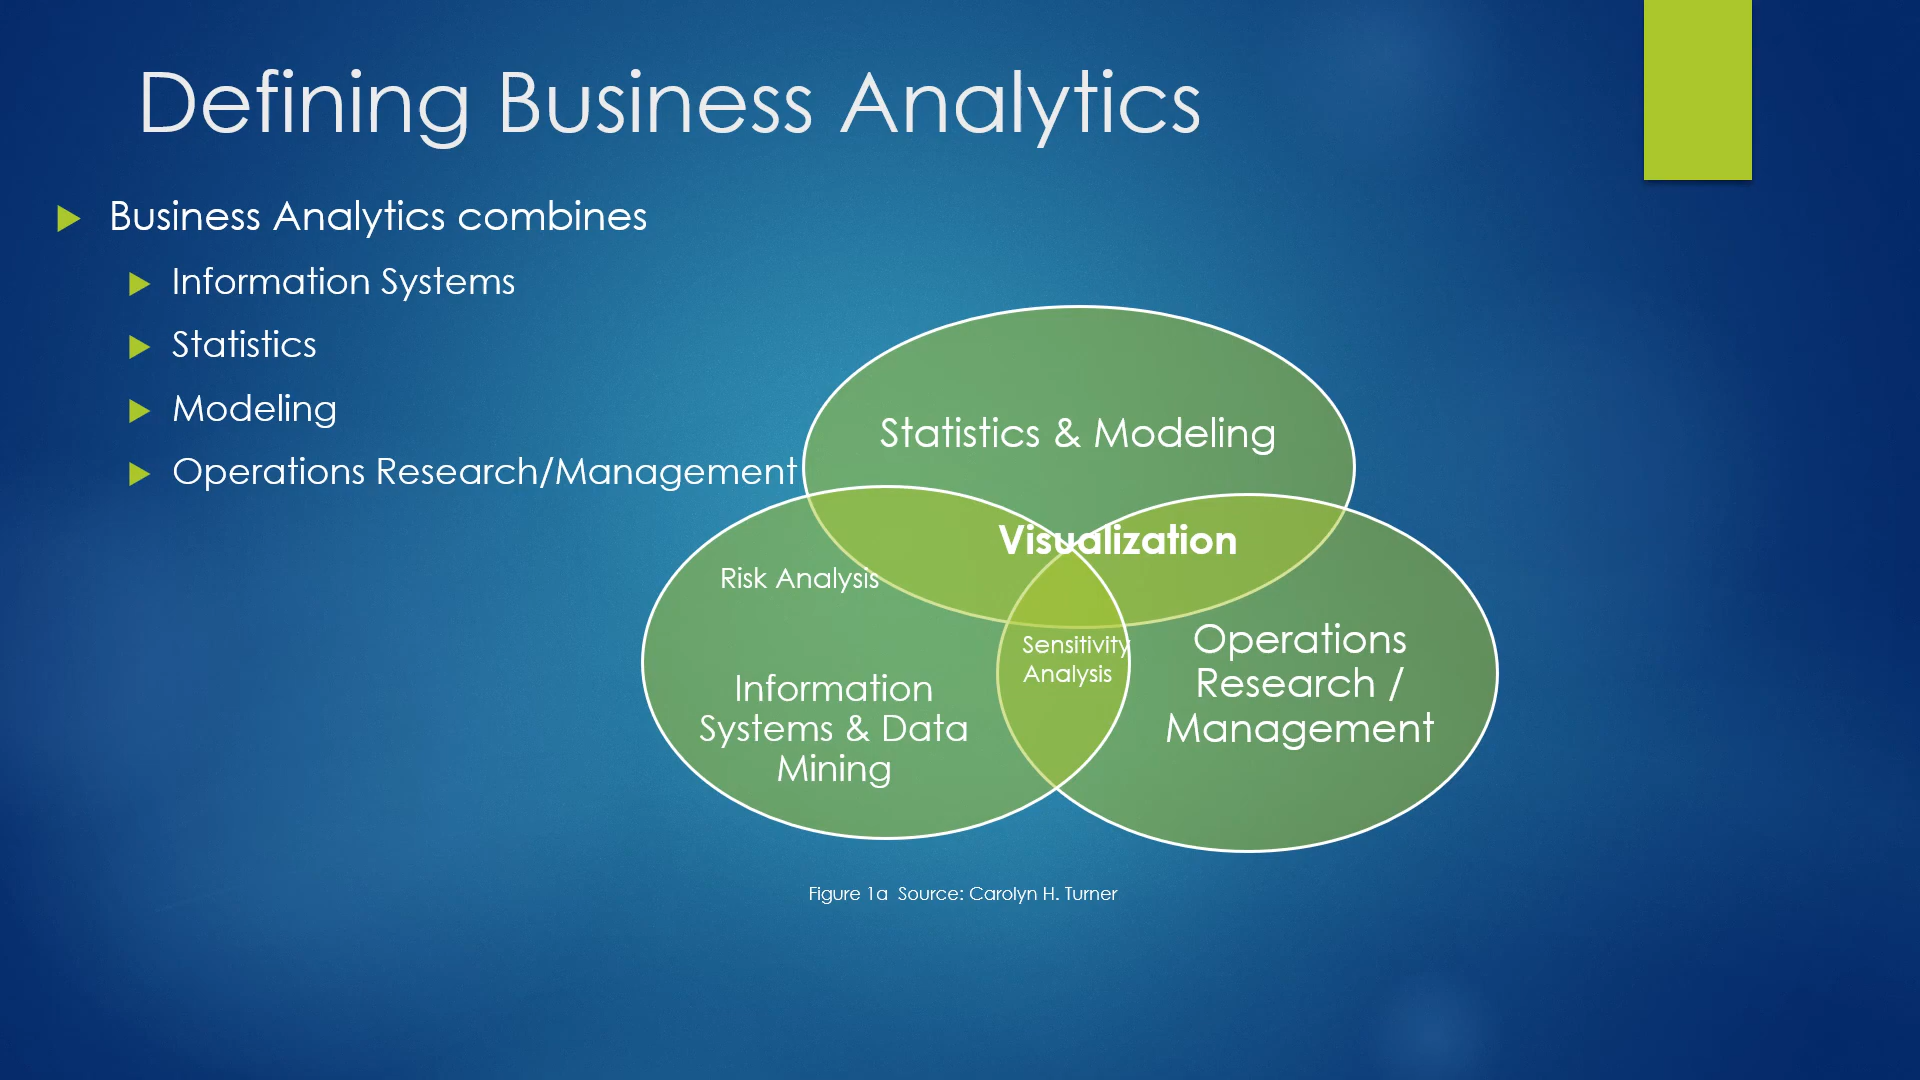 Defining Business Analytics
Business Analytics combines
Information Systems
Statistics
Modeling
Operations Research/Management
Statistics & Modeling
Visualization
Risk Analysis
Sensitivity
Analysis
Information
Systems & Data
Mining
Operations
Research /
Management
Figure 1a  Source: Carolyn H. Turner